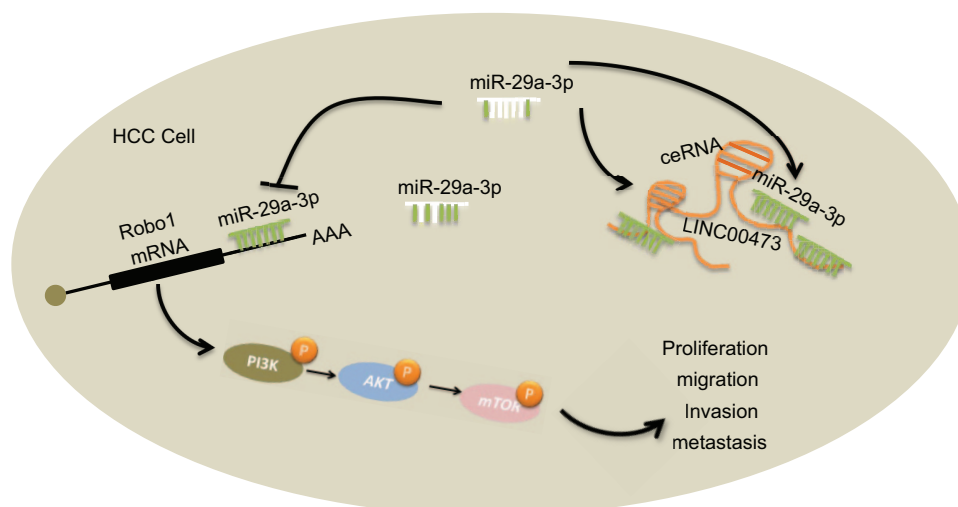 miR-29a-3p
HCC Cell
ceRNA
miR-29a-3p
miR-29a-3p
miR-29a-3p
Robo1
mRNA
AAA
LINC00473
PI3K
P
AKT
P
mTOR
P
Proliferation
migration
Invasion
metastasis